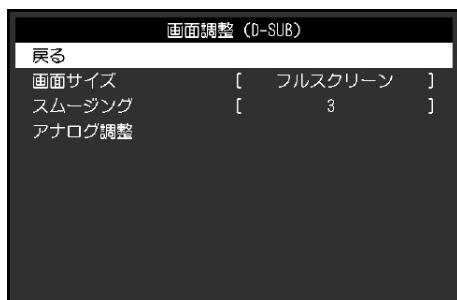 画面調整 (D-SUB)
戻る
画面サイズ [ フルスクリーン ]
スムージング [ 3 ]
アナログ調整